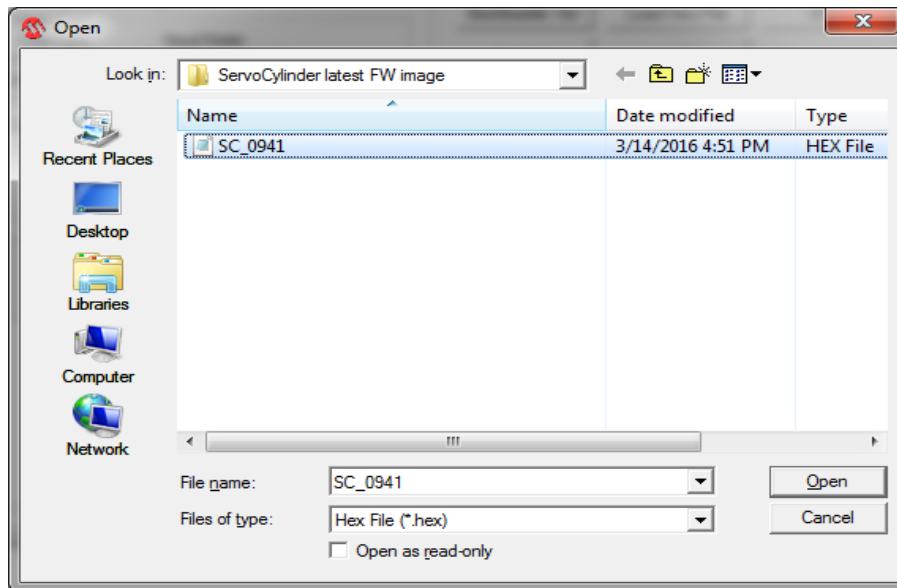 Open
Look in: ServoCylinder latest FW image
Name Date modified Type
SC_0941 3/14/2016 4:51 PM HEX File
Recent Places
Desktop
Libraries
Computer
Network
File name: SC_0941 Open
Files of type: Hex File (*.hex) Cancel
Open as read-only